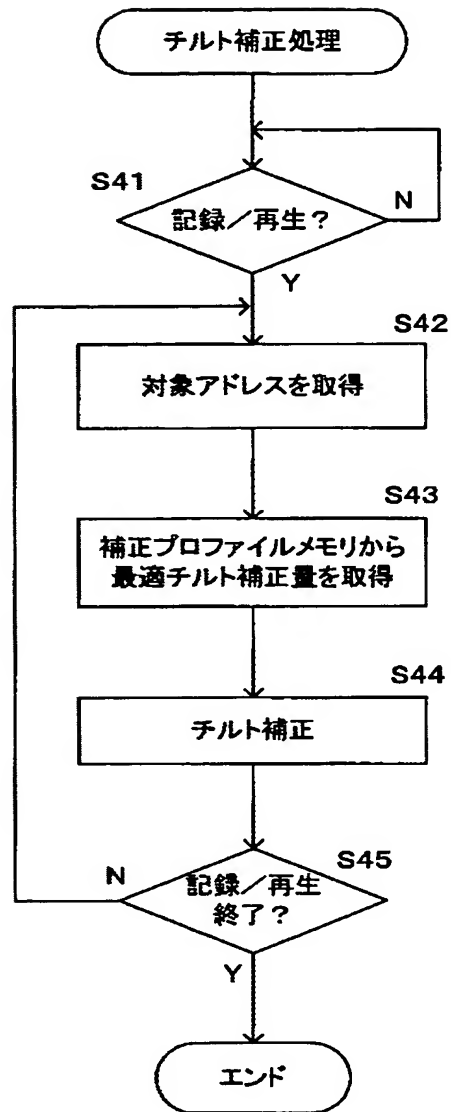 チルト補正処理
S41
記録／再生？
N
Y
S42
対象アドレスを取得
S43
補正プロファイルメモリから
最適チルト補正量を取得
S44
チルト補正
S45
N
記録／再生
終了？
Y
エンド